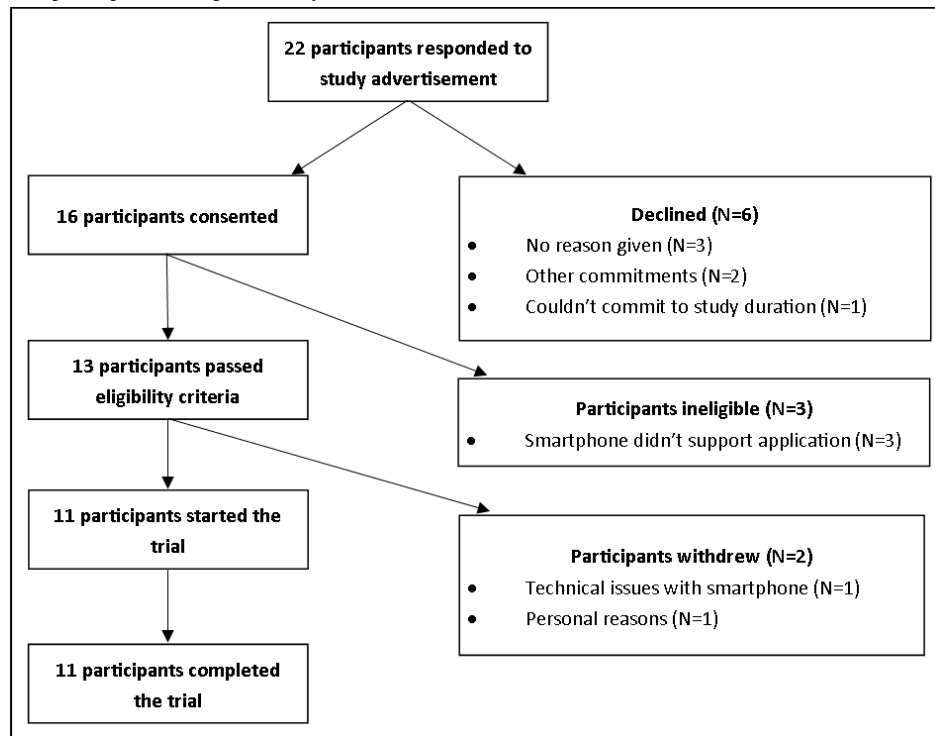 22 participants responded to
study advertisement
16 participants consented
Declined (N=6)
• No reason given (N=3)
• Other commitments (N=2)
• Couldn’t commit to study duration (N=1)
13 participants passed
eligibility criteria
Participants ineligible (N=3)
• Smartphone didn’t support application (N=3)
11 participants started the
trial
Participants withdrew (N=2)
• Technical issues with smartphone (N=1)
• Personal reasons (N=1)
11 participants completed
the trial